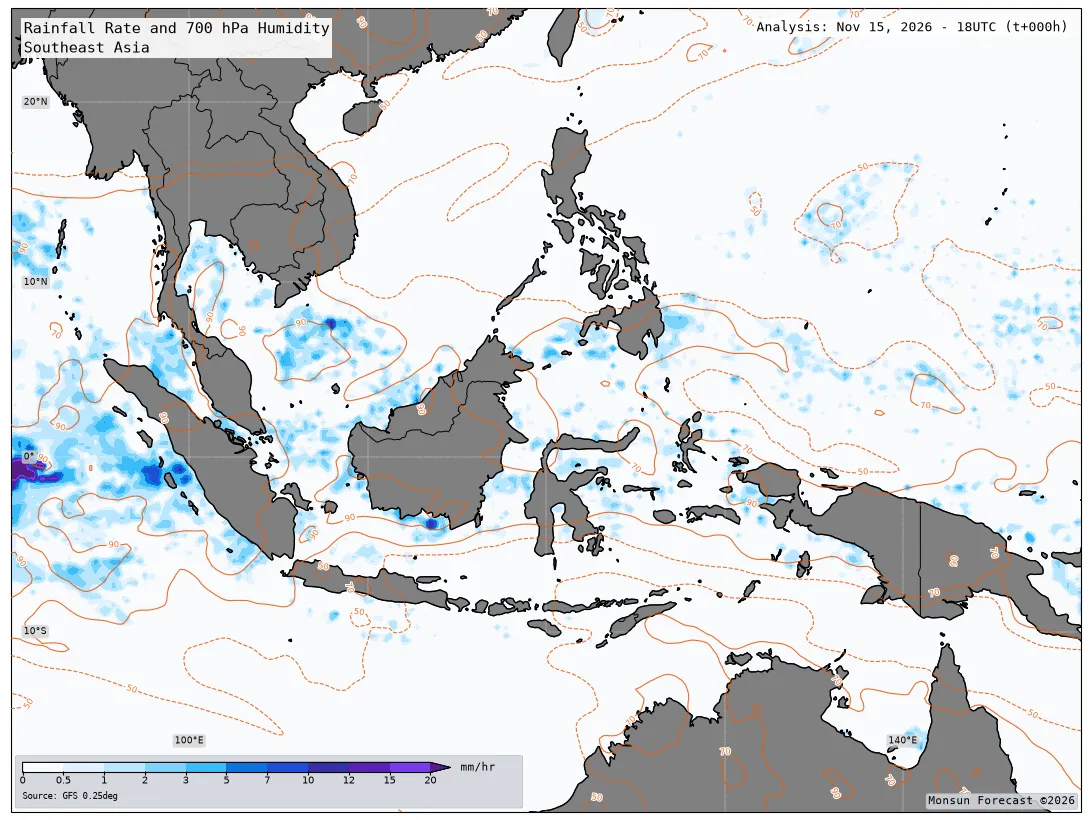 Rainfall Rate and 700 hPa Humidity
Southeast Asia
Analysis: Nov 15, 2026 - 18UTC (t+000h)
20°N
10°N
0°
10°S
100°E
140°E
0 0.5 1 2 3 5 7 10 12 15 20 mm/hr
Source: GFS 0.25deg
Monsun Forecast ©2026